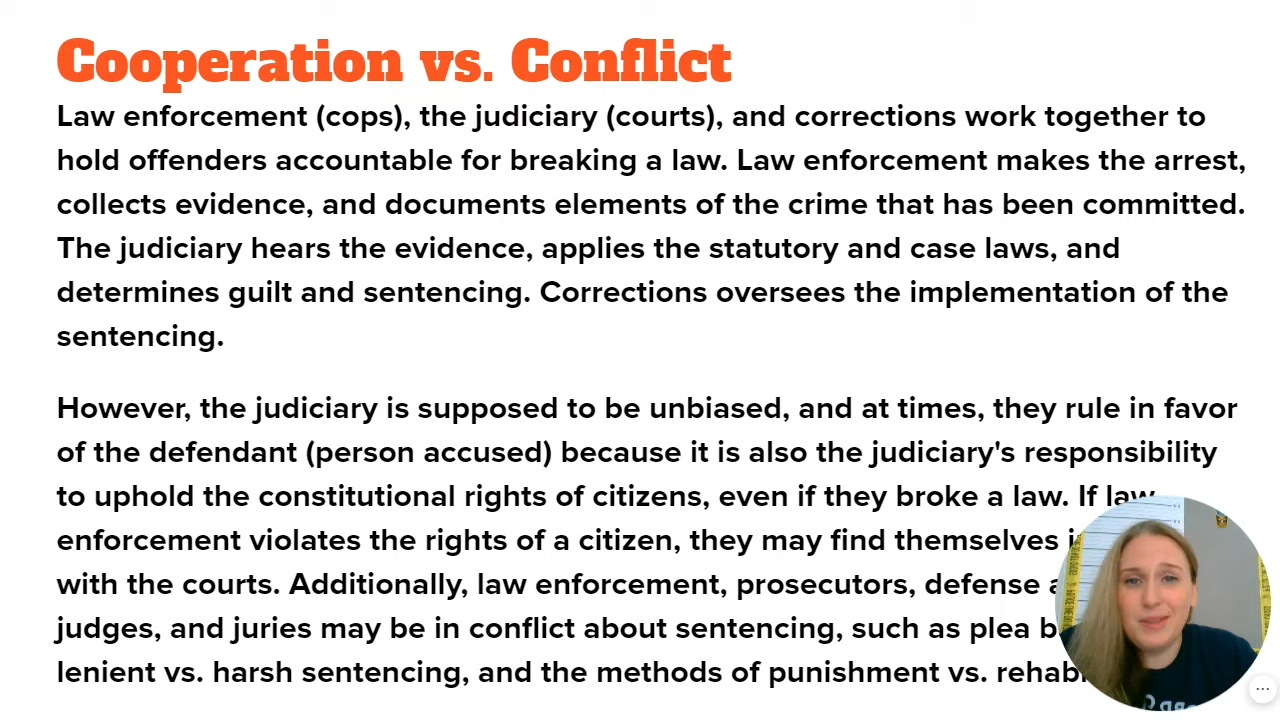 Cooperation vs. Conflict
Law enforcement (cops), the judiciary (courts), and corrections work together to
hold offenders accountable for breaking a law. Law enforcement makes the arrest,
collects evidence, and documents elements of the crime that has been committed.
The judiciary hears the evidence, applies the statutory and case laws, and
determines guilt and sentencing. Corrections oversees the implementation of the
sentencing.
However, the judiciary is supposed to be unbiased, and at times, they rule in favor
of the defendant (person accused) because it is also the judiciary's responsibility
to uphold the constitutional rights of citizens, even if they broke a law. If law
enforcement violates the rights of a citizen, they may find themselves
with the courts. Additionally, law enforcement, prosecutors, defense
judges, and juries may be in conflict about sentencing, such as plea
lenient vs. harsh sentencing, and the methods of punishment vs.